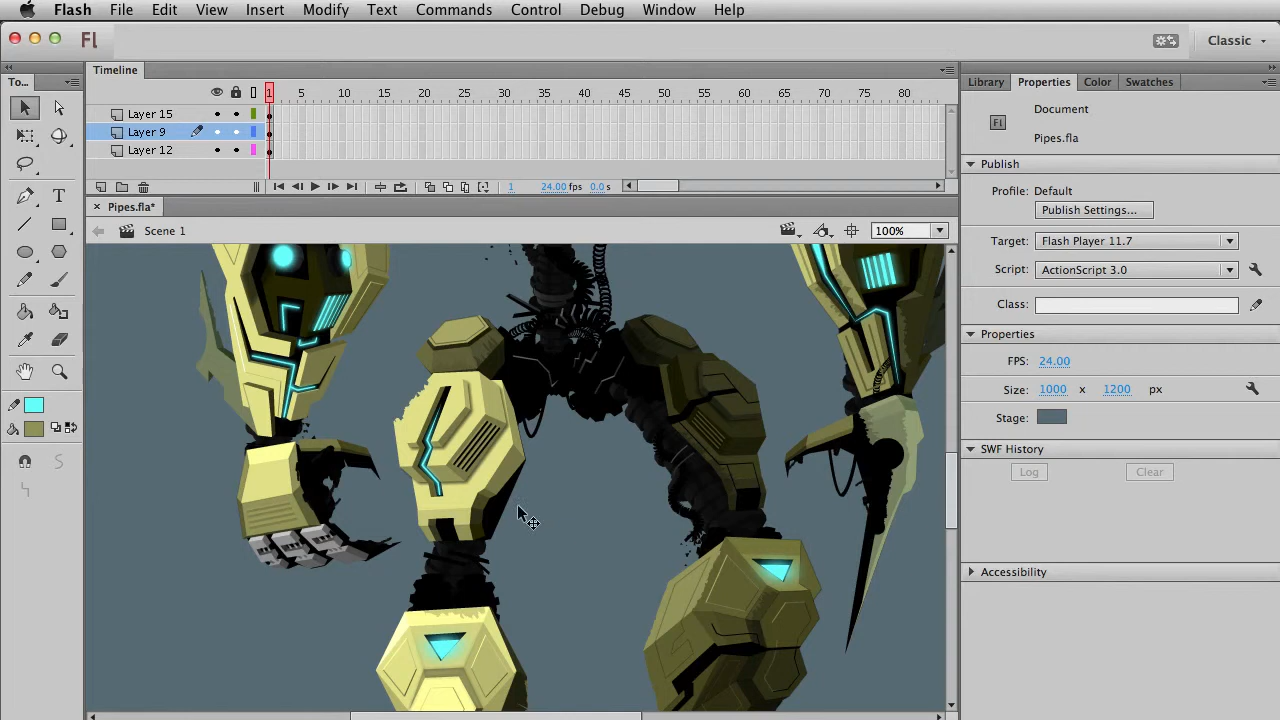 Flash File Edit View Insert Modify Text Commands Control Debug Window Help
Fl Classic
To... Timeline Library Properties Color Swatches
1 5 10 15 20 25 30 35 40 45 50 55 60 65 70 75 80
Layer 15
Layer 9
Layer 12
1 24.00 fps 0.0 s
Pipes.fla*
Scene 1 100%
T
Fl Document
Pipes.fla
Publish
Profile: Default
Publish Settings...
Target: Flash Player 11.7
Script: ActionScript 3.0
Class:
Properties
FPS: 24.00
Size: 1000 x 1200 px
Stage:
SWF History
Log Clear
Accessibility